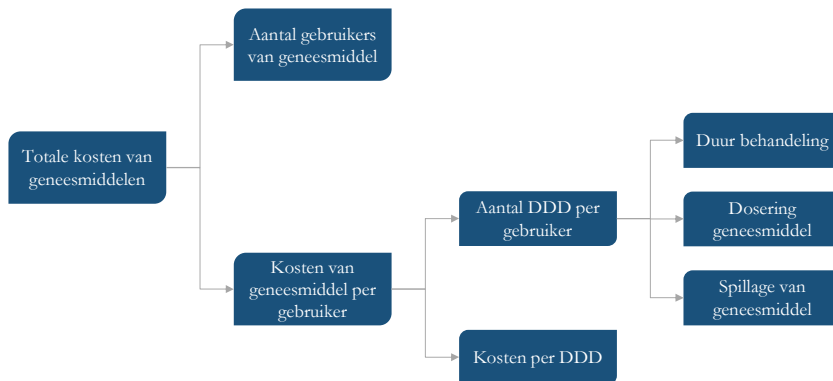 Aantal gebruikers
van geneesmiddel
Totale kosten van
geneesmiddelen
Duur behandeling
Aantal DDD per
gebruiker
Dosering
geneesmiddel
Kosten van
geneesmiddel per
gebruiker
Spillage van
geneesmiddel
Kosten per DDD